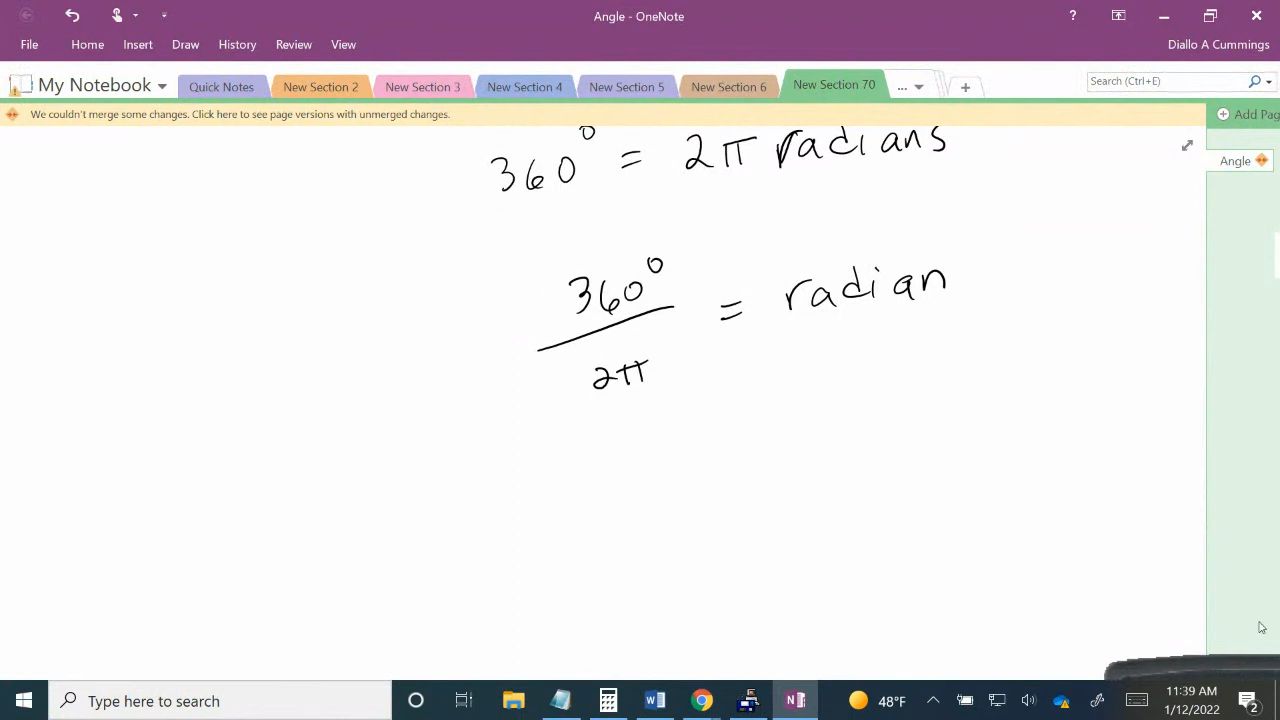 Angle - OneNote
?
File Home Insert Draw History Review View
Diallo A Cummings
My Notebook Quick Notes New Section 2 New Section 3 New Section 4 New Section 5 New Section 6 New Section 70 ... +
Search (Ctrl+E)
We couldn't merge some changes. Click here to see page versions with unmerged changes.
Add Pag
Angle
360° = 2π radians
360° = radian
2π
Type here to search
48°F
11:39 AM
1/12/2022
2